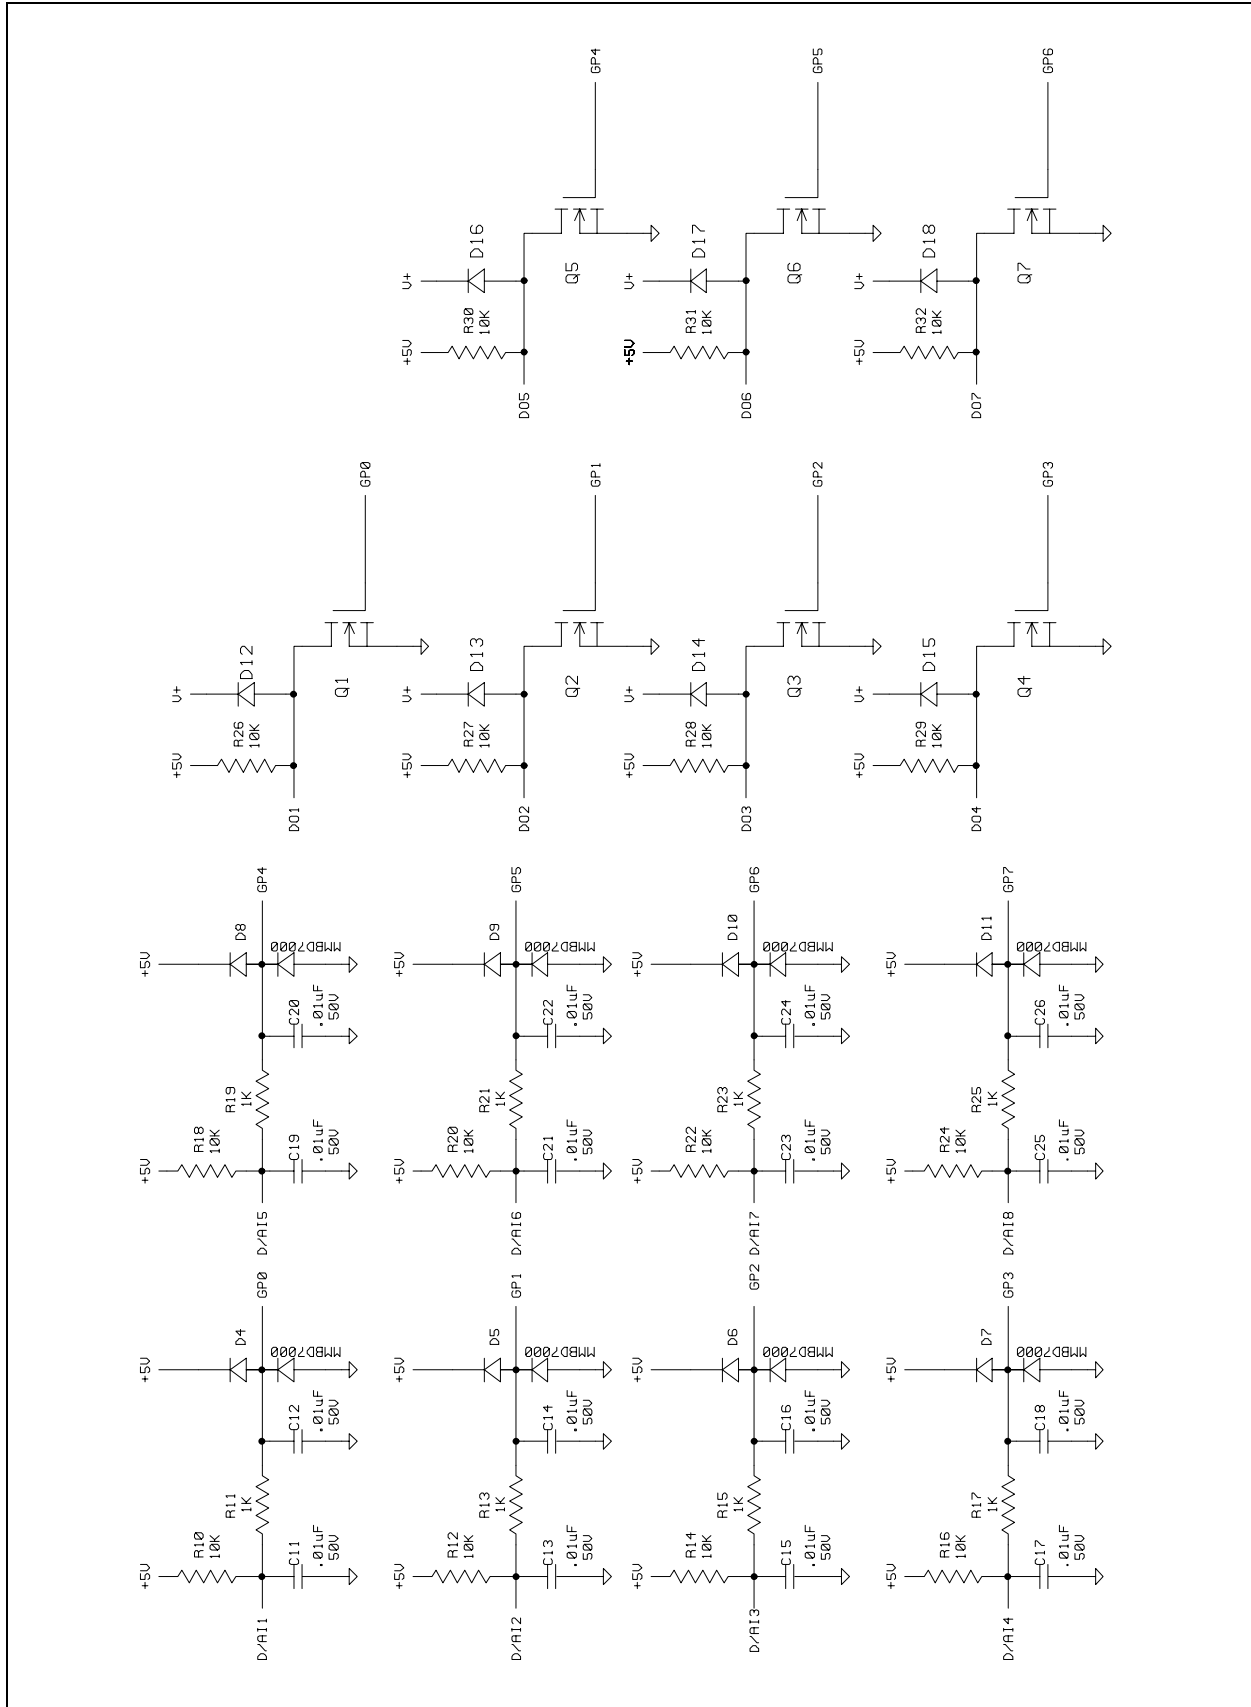 +5V
R10
10K
D/AI1
C11
.01uF
50V
R11
1K
C12
.01uF
50V
+5V
D4
MMBD7000
GP0
+5V
R18
10K
D/AI5
C19
.01uF
50V
R19
1K
C20
.01uF
50V
+5V
D8
MMBD7000
GP4
+5V
R26
10K
V+
D12
DO1
Q1
GP0
+5V
R12
10K
D/AI2
C13
.01uF
50V
R13
1K
C14
.01uF
50V
+5V
D5
MMBD7000
GP1
+5V
R20
10K
D/AI6
C21
.01uF
50V
R21
1K
C22
.01uF
50V
+5V
D9
MMBD7000
GP5
+5V
R27
10K
V+
D13
DO2
Q2
GP1
+5V
R30
10K
V+
D16
DO5
Q5
GP4
+5V
R14
10K
D/AI3
C15
.01uF
50V
R15
1K
C16
.01uF
50V
+5V
D6
MMBD7000
GP2
+5V
R22
10K
D/AI7
C23
.01uF
50V
R23
1K
C24
.01uF
50V
+5V
D10
MMBD7000
GP6
+5V
R28
10K
V+
D14
DO3
Q3
GP2
+5V
R31
10K
V+
D17
DO6
Q6
GP5
+5V
R16
10K
D/AI4
C17
.01uF
50V
R17
1K
C18
.01uF
50V
+5V
D7
MMBD7000
GP3
+5V
R24
10K
D/AI8
C25
.01uF
50V
R25
1K
C26
.01uF
50V
+5V
D11
MMBD7000
GP7
+5V
R29
10K
V+
D15
DO4
Q4
GP3
+5V
R32
10K
V+
D18
DO7
Q7
GP6